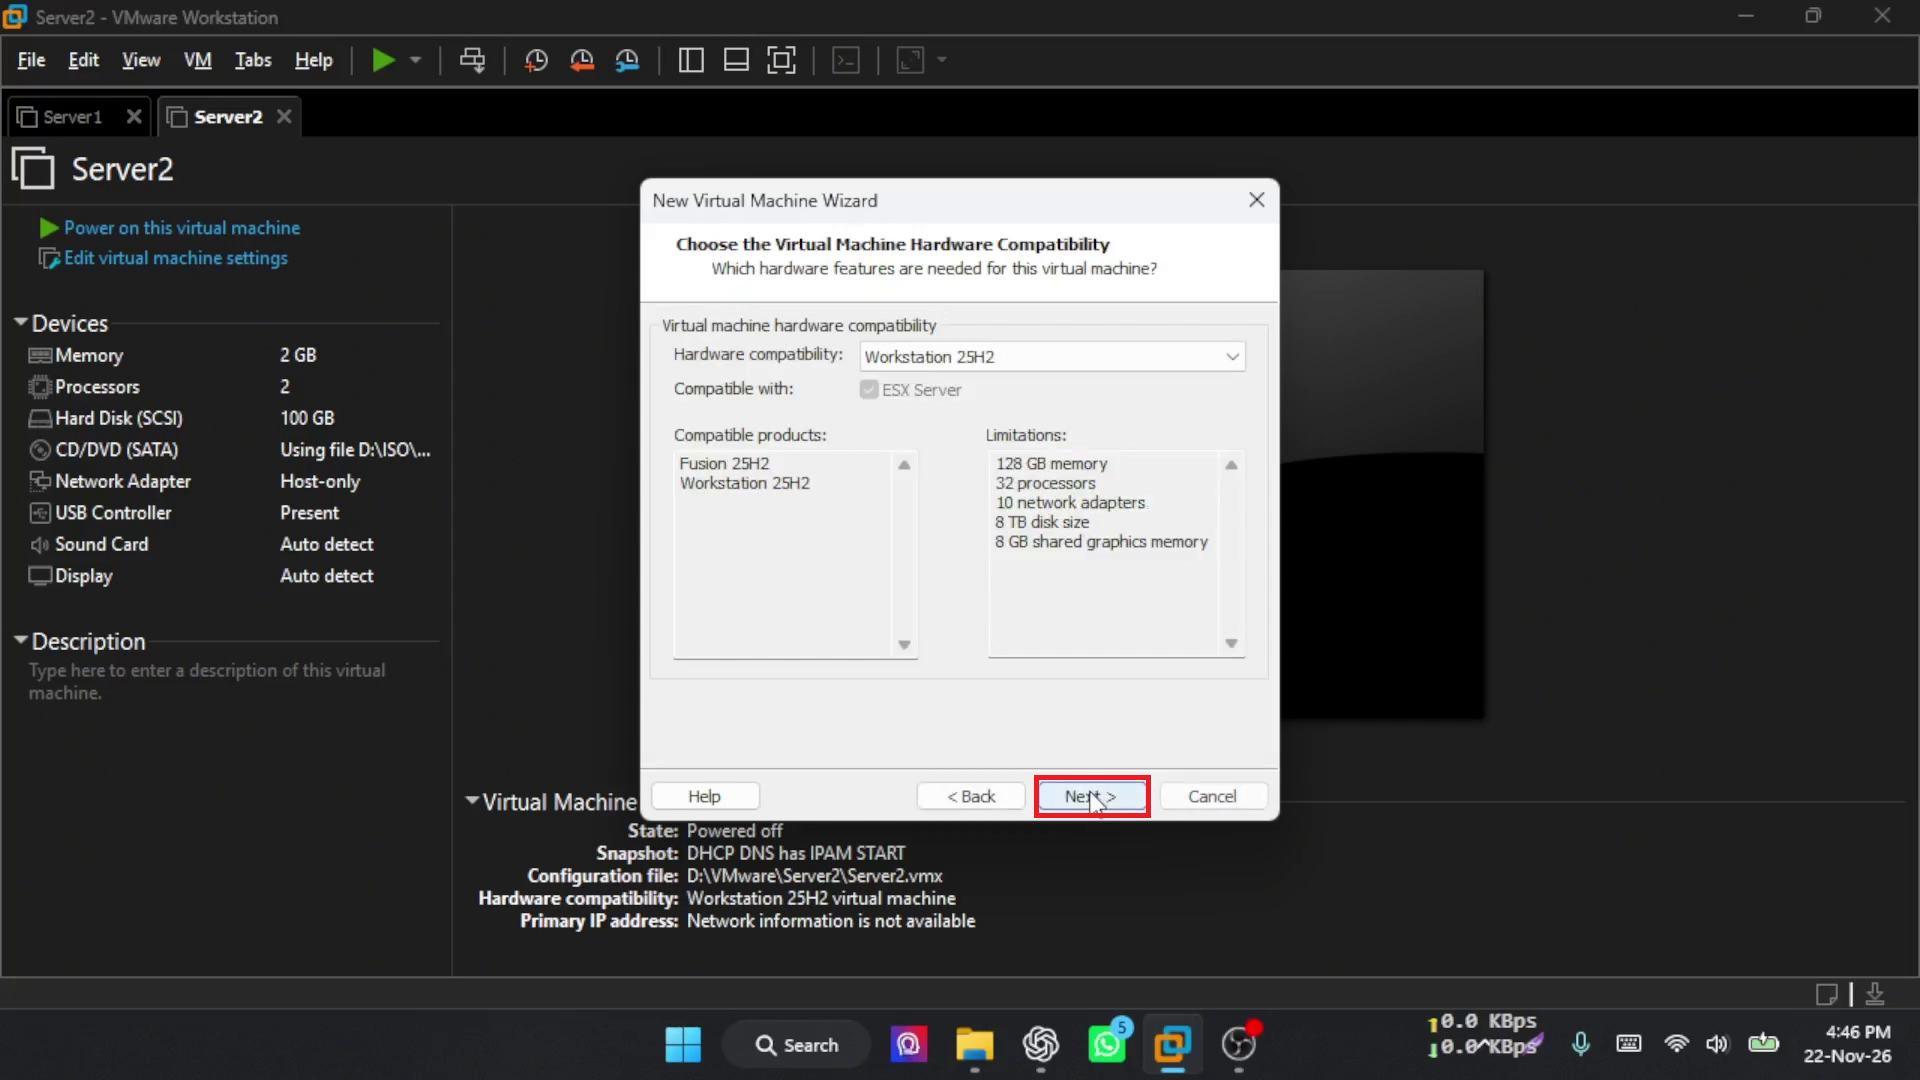 Server2 - VMware Workstation
File Edit View VM Tabs Help
Server1 Server2
Server2
Power on this virtual machine
Edit virtual machine settings
Devices
Memory 2 GB
Processors 2
Hard Disk (SCSI) 100 GB
CD/DVD (SATA) Using file D:\ISO\...
Network Adapter Host-only
USB Controller Present
Sound Card Auto detect
Display Auto detect
Description
Type here to enter a description of this virtual
machine.
New Virtual Machine Wizard
Choose the Virtual Machine Hardware Compatibility
Which hardware features are needed for this virtual machine?
Virtual machine hardware compatibility
Hardware compatibility: Workstation 25H2
Compatible with: ESX Server
Compatible products: Limitations:
Fusion 25H2
Workstation 25H2
128 GB memory
32 processors
10 network adapters
8 TB disk size
8 GB shared graphics memory
Help < Back Next > Cancel
Virtual Machine
State: Powered off
Snapshot: DHCP DNS has IPAM START
Configuration file: D:\VMware\Server2\Server2.vmx
Hardware compatibility: Workstation 25H2 virtual machine
Primary IP address: Network information is not available
Search
5
0.0 KBps
0.0 KBps
4:46 PM
22-Nov-26